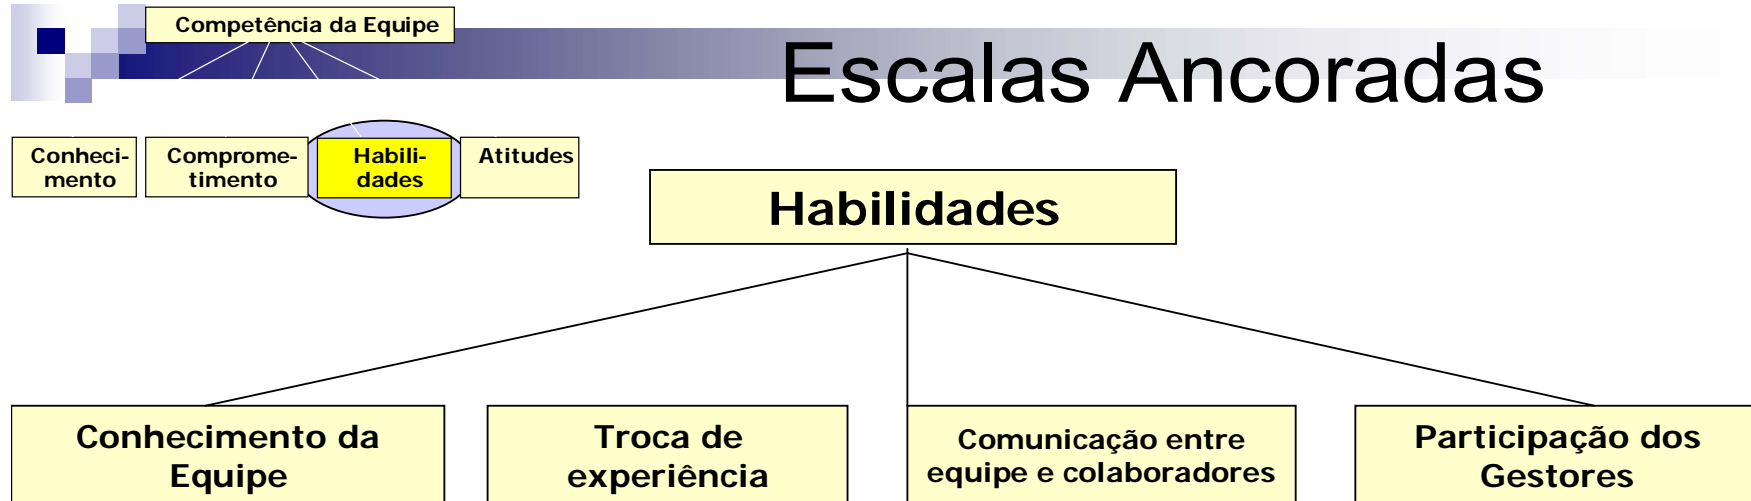 Competência da Equipe
Escalas Ancoradas
Conheci-
mento
Comprome-
timento
Habili-
dades
Atitudes
Habilidades
Conhecimento da
Equipe
Troca de
experiência
Comunicação entre
equipe e colaboradores
Participação dos
Gestores